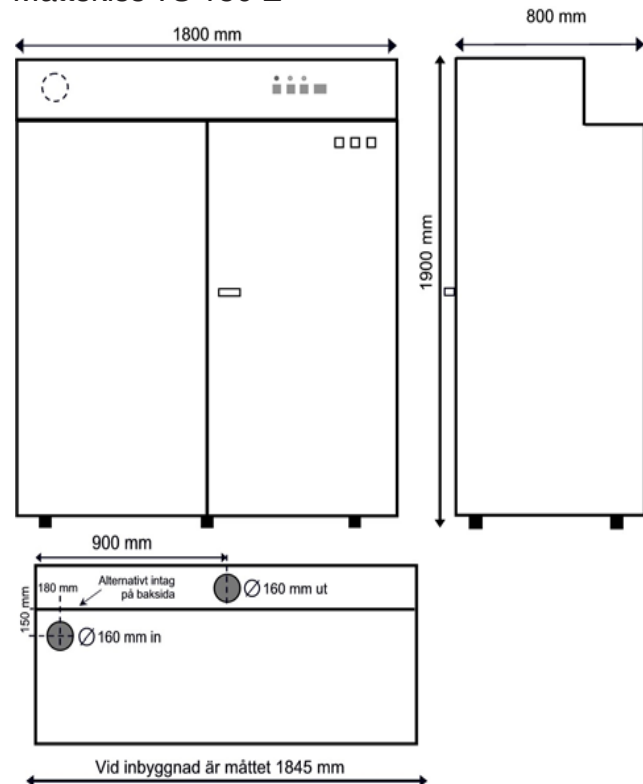 1800 mm
800 mm
1900 mm
900 mm
180 mm
Alternativt intag
på baksida
Ø 160 mm ut
150 mm
Ø 160 mm in
Vid inbyggnad är måttet 1845 mm